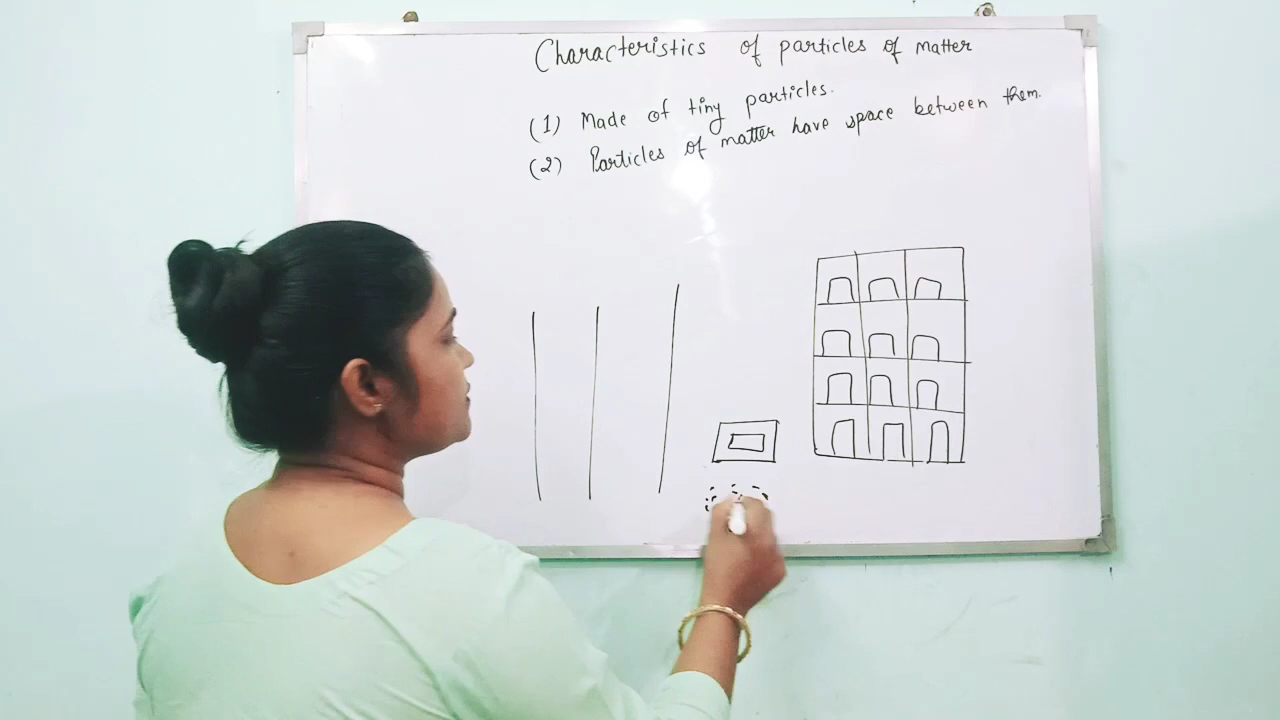 Characteristics of particles of matter
(1) Made of tiny particles.
(2) Particles of matter have space between them.